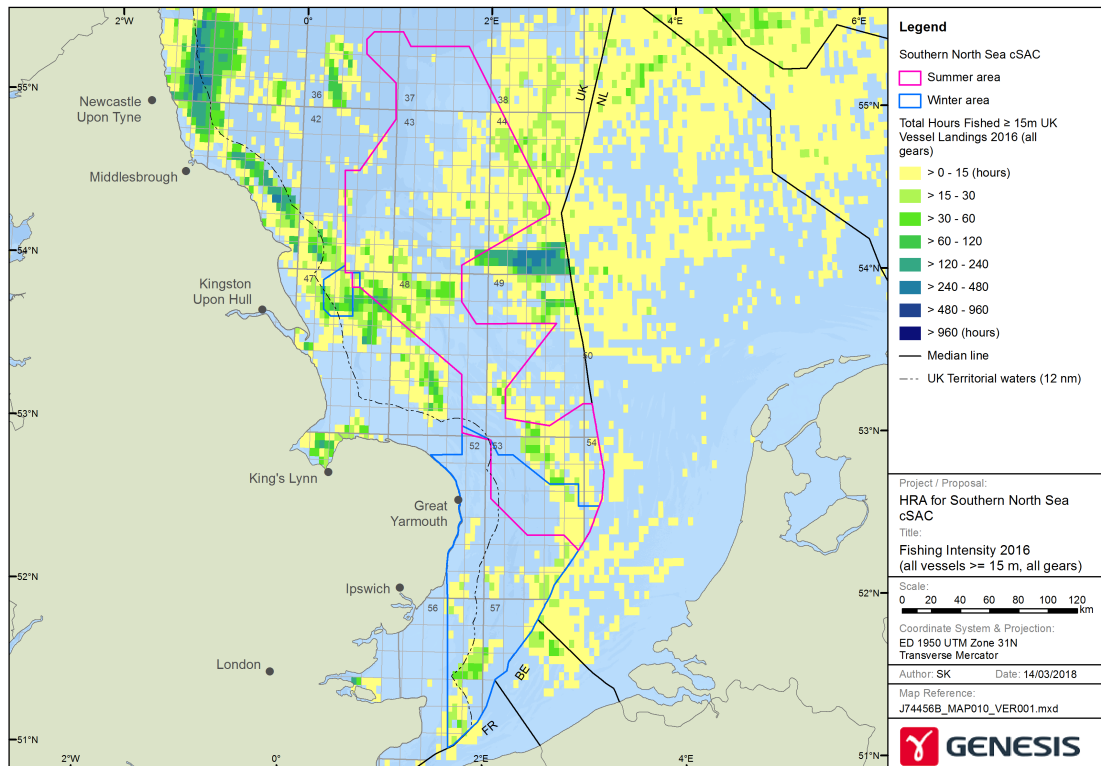 2°W
0°
2°E
4°E
6°E
55°N
55°N
54°N
54°N
53°N
53°N
52°N
52°N
51°N
51°N
2°W
0°
2°E
4°E
Newcastle
Upon Tyne
Middlesbrough
Kingston
Upon Hull
King's Lynn
Great
Yarmouth
Ipswich
London
36
37
38
42
43
44
47
48
49
50
52
53
54
56
57
UK
NL
BE
FR
Legend
Southern North Sea cSAC
Summer area
Winter area
Total Hours Fished ≥ 15m UK
Vessel Landings 2016 (all
gears)
> 0 - 15 (hours)
> 15 - 30
> 30 - 60
> 60 - 120
> 120 - 240
> 240 - 480
> 480 - 960
> 960 (hours)
Median line
UK Territorial waters (12 nm)
Project / Proposal:
HRA for Southern North Sea
cSAC
Title:
Fishing Intensity 2016
(all vessels >= 15 m, all gears)
Scale:
0 20 40 60 80 100 120
km
Coordinate System & Projection:
ED 1950 UTM Zone 31N
Transverse Mercator
Author: SK Date: 14/03/2018
Map Reference:
J74456B_MAP010_VER001.mxd
GENESIS